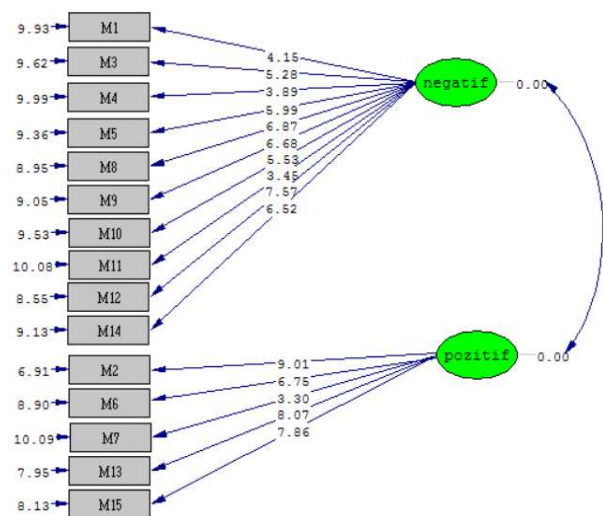 9.93 M1
9.62 M3
9.99 M4
9.36 M5
8.95 M8
9.05 M9
9.53 M10
10.08 M11
8.55 M12
9.13 M14
4.15
5.28
3.89
5.99
6.87
6.68
5.53
3.45
7.57
6.52
negatif 0.00
6.91 M2
8.90 M6
10.09 M7
7.95 M13
8.13 M15
9.01
6.75
3.30
8.07
7.86
pozitif 0.00